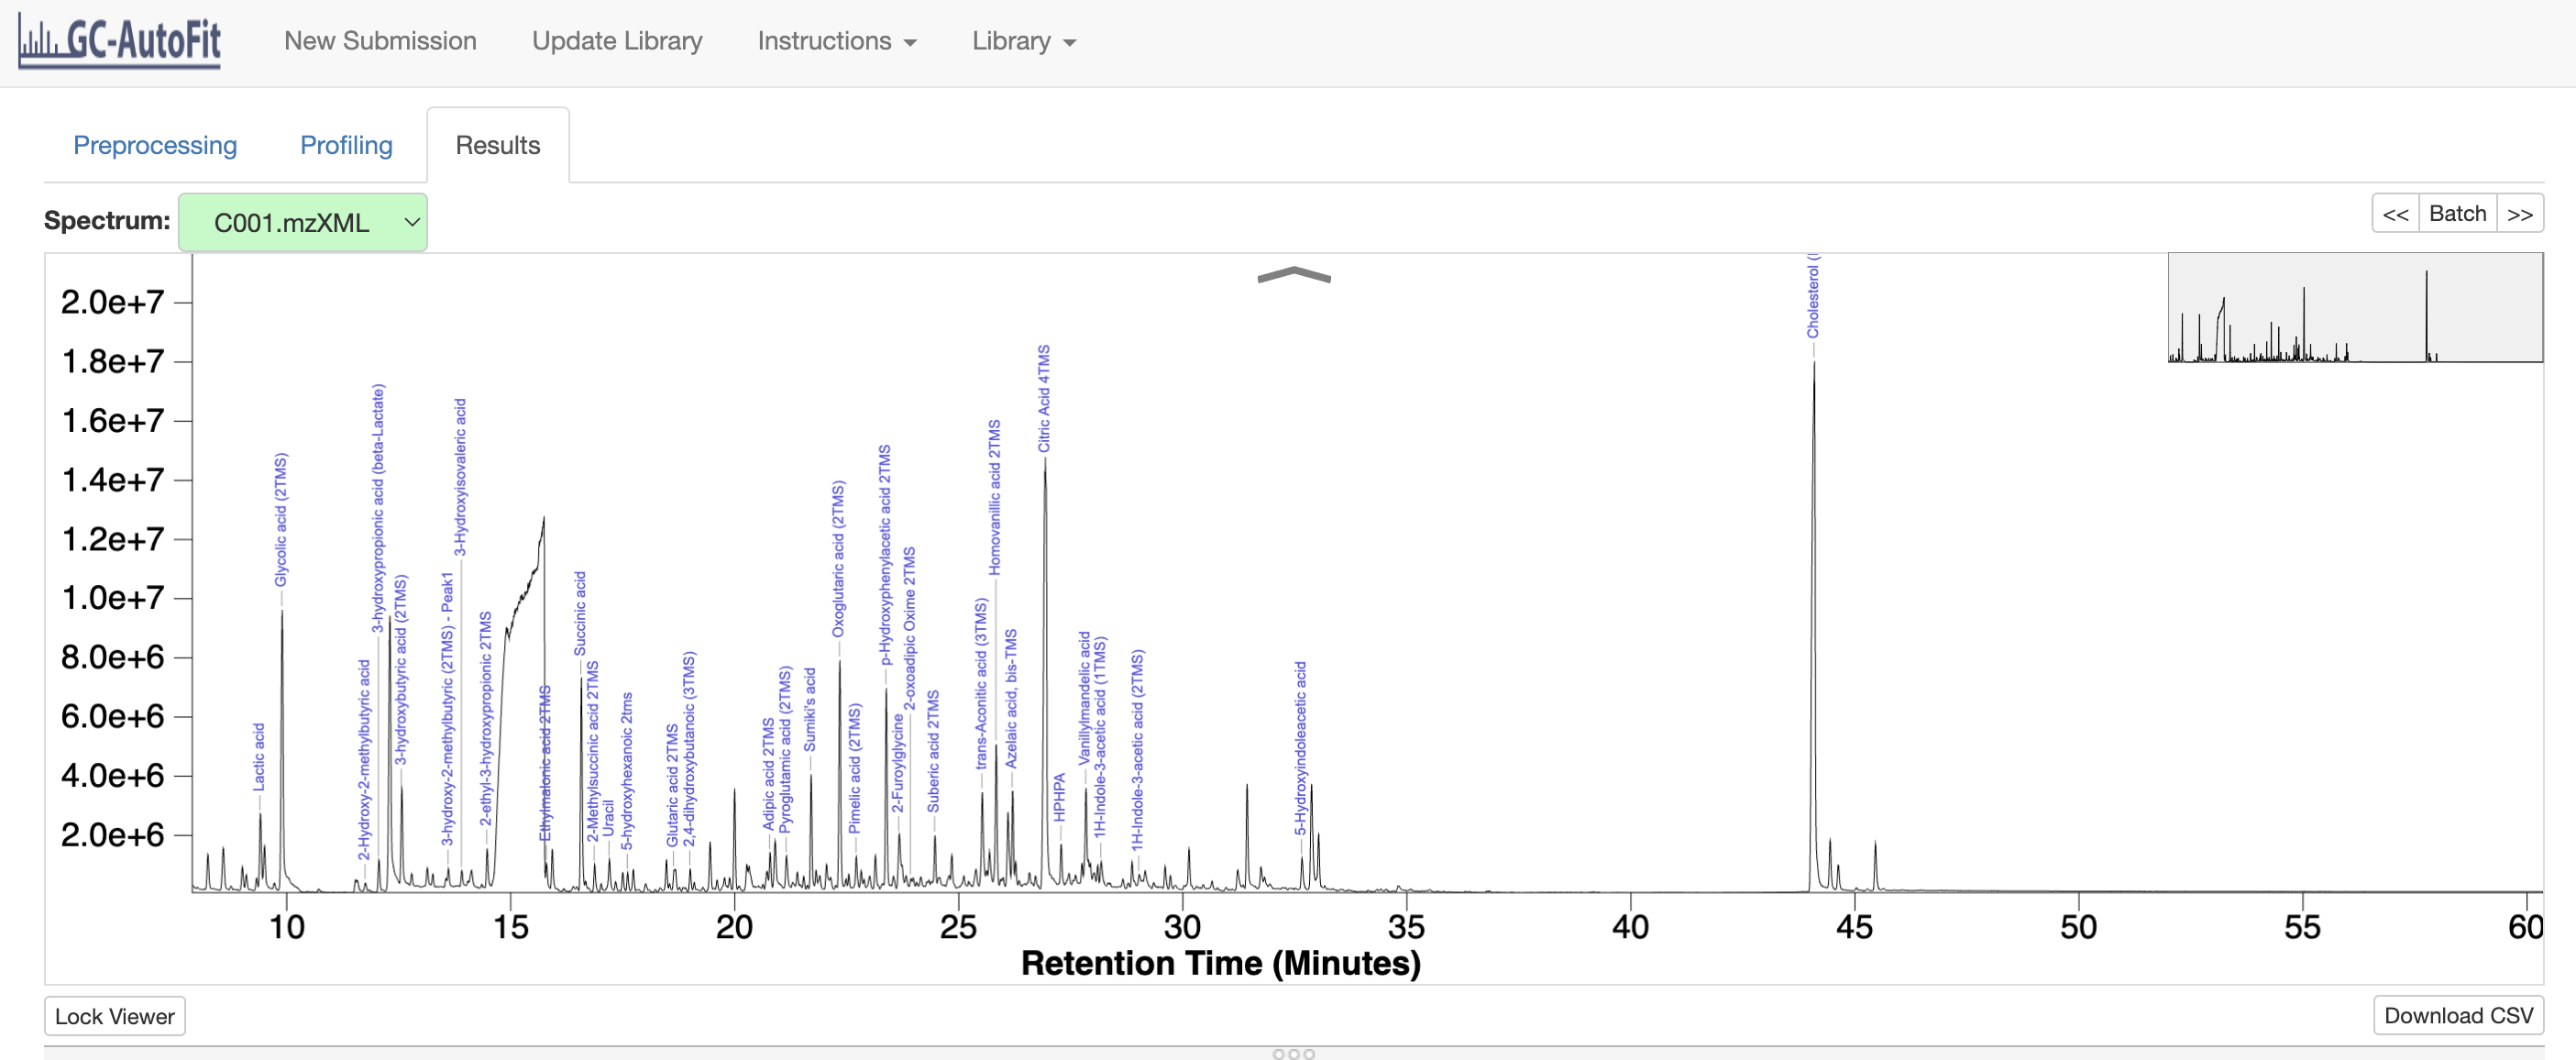 GC-AutoFit
New Submission
Update Library
Instructions
Library
Preprocessing
Profiling
Results
Spectrum:
C001.mzXML
<<
Batch
>>
2.0e+7
1.8e+7
1.6e+7
1.4e+7
1.2e+7
1.0e+7
8.0e+6
6.0e+6
4.0e+6
2.0e+6
Lactic acid
Glycolic acid (2TMS)
2-Hydroxy-2-methylbutyric acid
3-hydroxypropionic acid (beta-Lactate)
3-hydroxybutyric acid (2TMS)
3-hydroxy-2-methylbutyric (2TMS) - Peak1
3-Hydroxyisovaleric acid
2-ethyl-3-hydroxypropionic 2TMS
Ethylmalonic acid 2TMS
Succinic acid
2-Methylsuccinic acid 2TMS
Uracil
5-hydroxyhexanoic 2tms
Glutaric acid 2TMS
2,4-dihydroxybutanoic (3TMS)
Adipic acid 2TMS
Pyroglutamic acid (2TMS)
Sumiki's acid
Oxoglutaric acid (2TMS)
Pimelic acid (2TMS)
p-Hydroxyphenylacetic acid 2TMS
2-Furoylglycine
2-oxoadipic Oxime 2TMS
Suberic acid 2TMS
trans-Aconitic acid (3TMS)
Homovanillic acid 2TMS
Azelaic acid, bis-TMS
Citric Acid 4TMS
HPHPA
Vanillylmandelic acid
1H-Indole-3-acetic acid (1TMS)
1H-Indole-3-acetic acid (2TMS)
5-Hydroxyindoleacetic acid
Cholesterol (
10
15
20
25
30
35
40
45
50
55
60
Retention Time (Minutes)
Lock Viewer
Download CSV